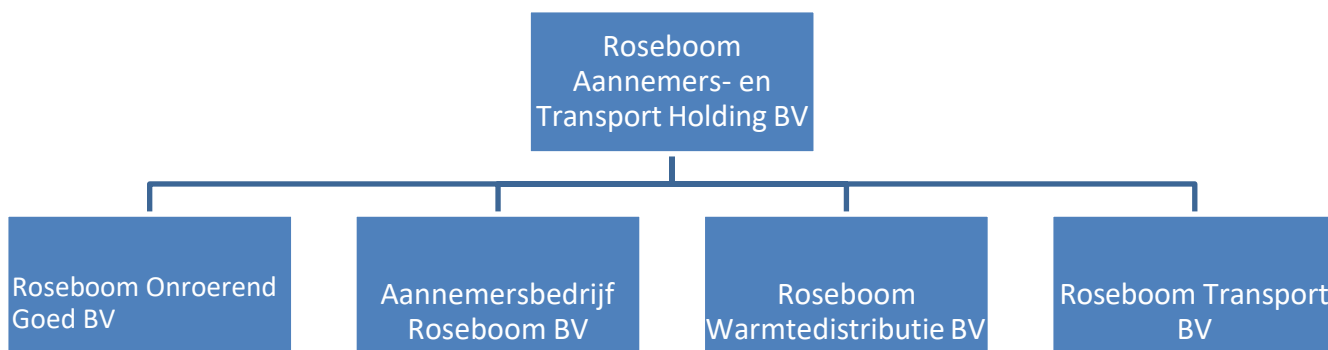 Roseboom
Aannemers- en
Transport Holding BV
Roseboom Onroerend
Goed BV
Aannemersbedrijf
Roseboom BV
Roseboom
Warmtedistributie BV
Roseboom Transport
BV